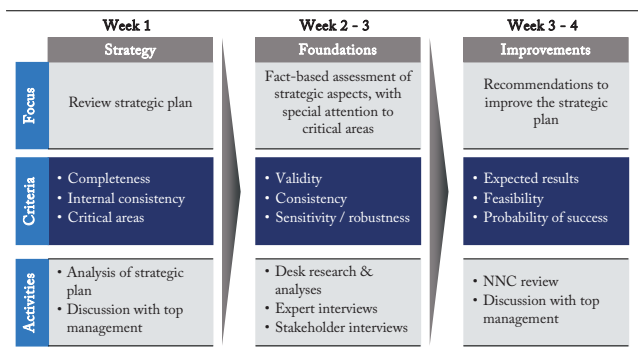 Week 1
Week 2 - 3
Week 3 - 4
Strategy
Foundations
Improvements
Focus
Review strategic plan
Fact-based assessment of
strategic aspects, with
special attention to
critical areas
Recommendations to
improve the strategic
plan
Criteria
• Completeness
• Internal consistency
• Critical areas
• Validity
• Consistency
• Sensitivity / robustness
• Expected results
• Feasibility
• Probability of success
Activities
• Analysis of strategic
plan
• Discussion with top
management
• Desk research &
analyses
• Expert interviews
• Stakeholder interviews
• NNC review
• Discussion with top
management